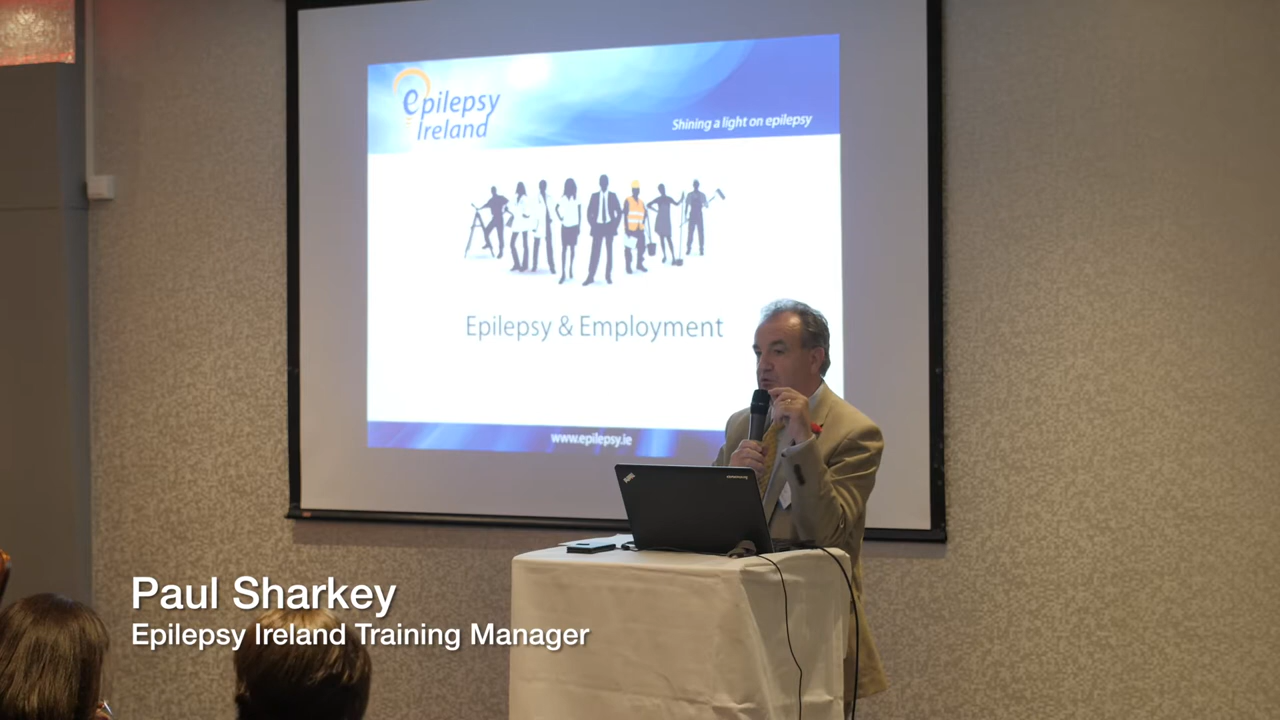 epilepsy
Ireland
Shining a light on epilepsy
Epilepsy & Employment
www.epilepsy.ie
Paul Sharkey
Epilepsy Ireland Training Manager